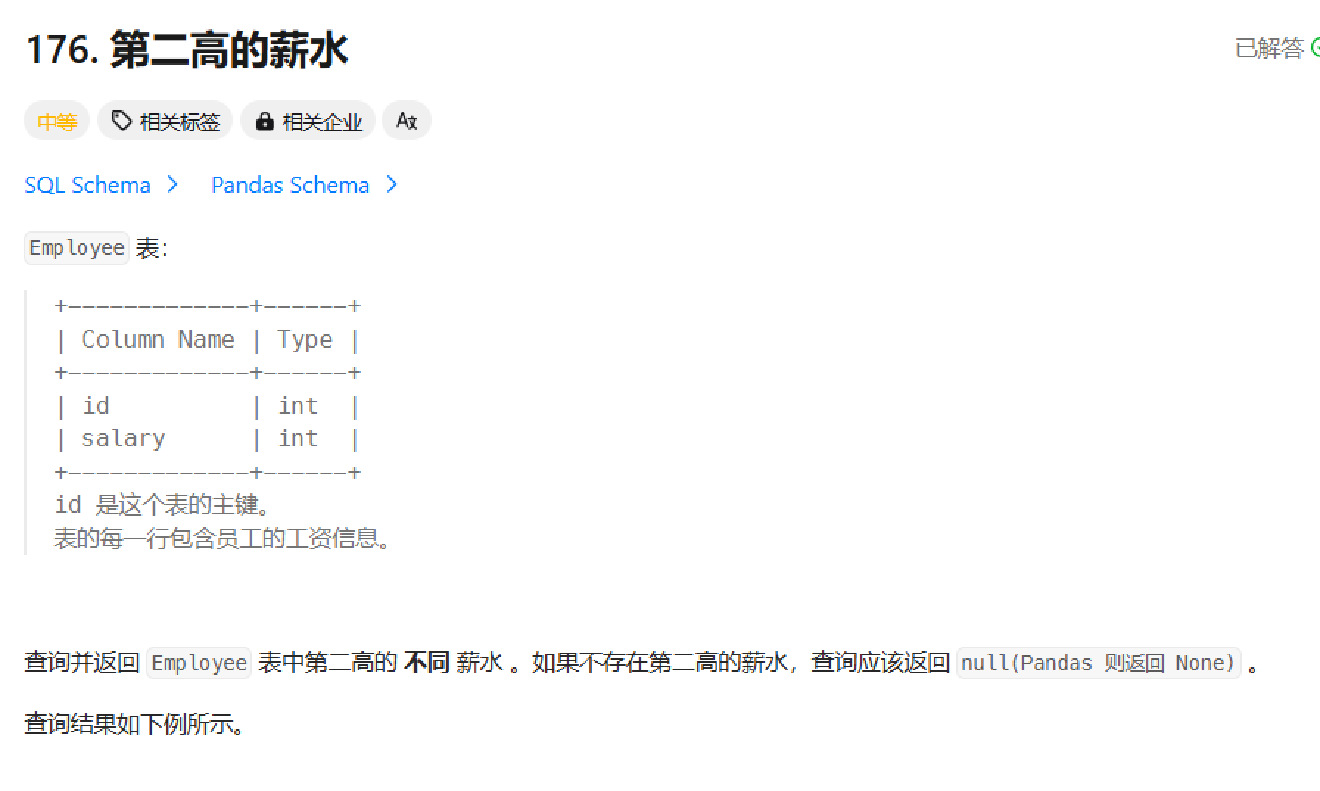 176. 第二高的薪水
已解答
中等 相关标签 相关企业
SQL Schema Pandas Schema
Employee 表：
+-------------+------+
| Column Name | Type |
+-------------+------+
| id          | int  |
| salary      | int  |
+-------------+------+
id 是这个表的主键。
表的每一行包含员工的工资信息。
查询并返回 Employee 表中第二高的 不同 薪水 。如果不存在第二高的薪水，查询应该返回 null(Pandas 则返回 None) 。
查询结果如下例所示。